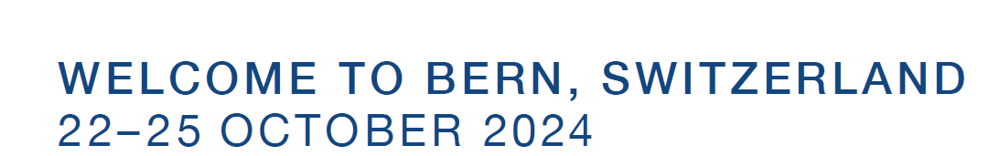 WELCOME TO BERN, SWITZERLAND
22–25 OCTOBER 2024